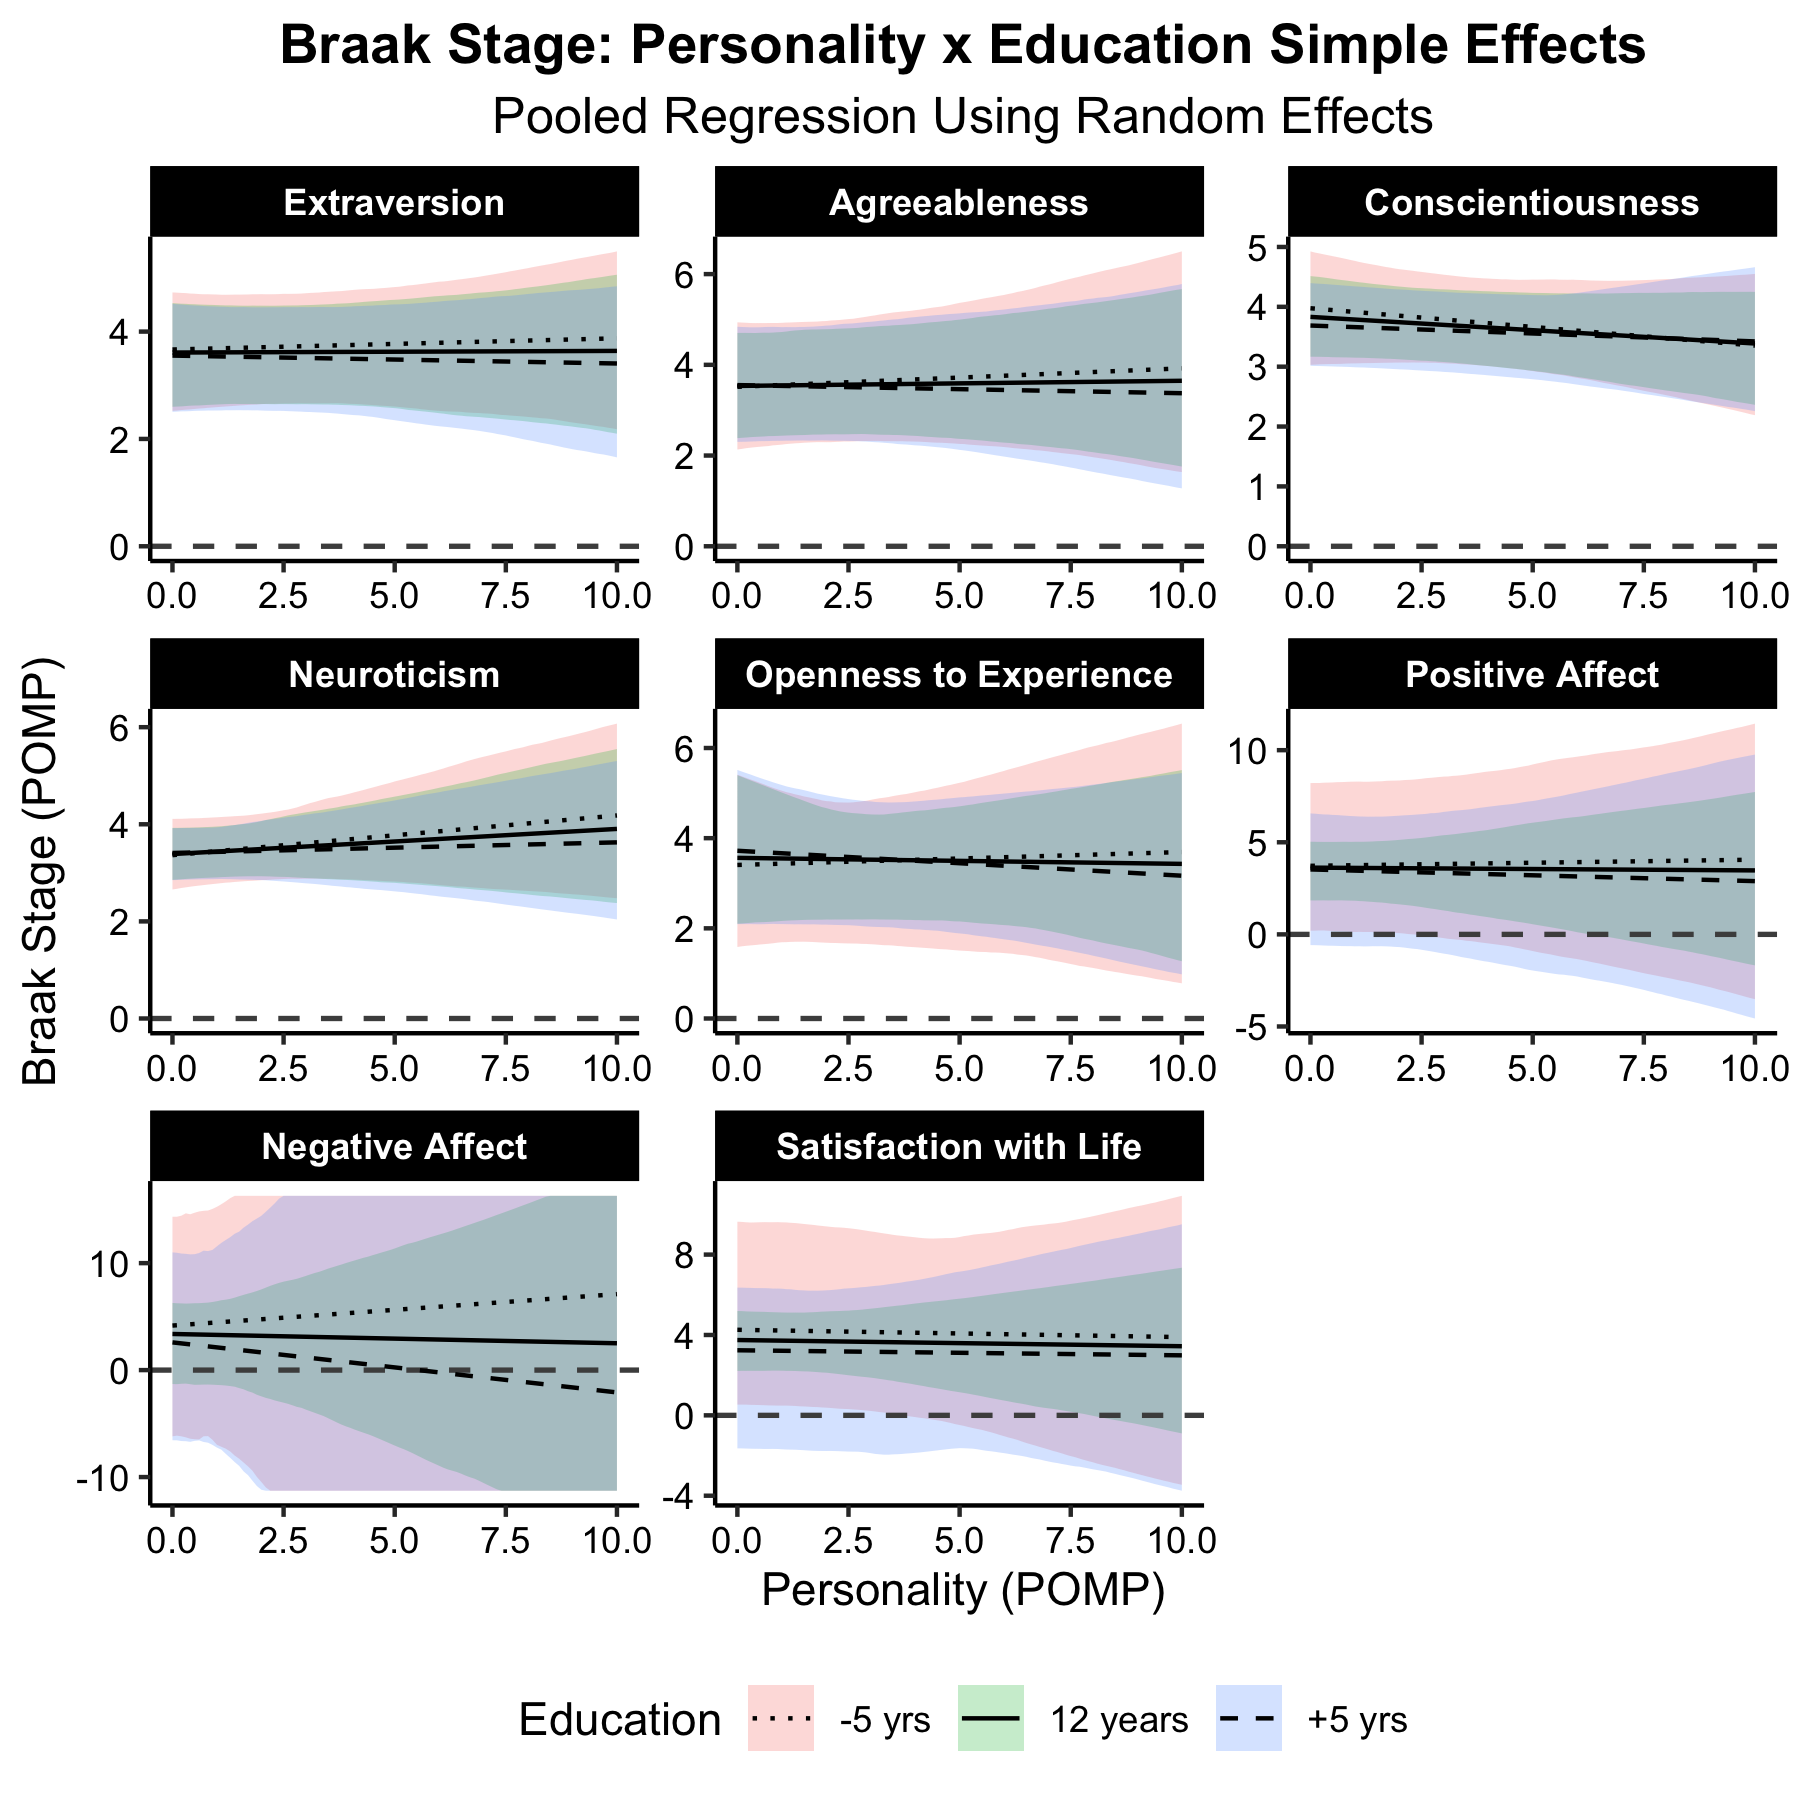 Braak Stage: Personality x Education Simple Effects
Pooled Regression Using Random Effects
Extraversion
Agreeableness
Conscientiousness
4
2
0
0.0 2.5 5.0 7.5 10.0
6
4
2
0
0.0 2.5 5.0 7.5 10.0
5
4
3
2
1
0
0.0 2.5 5.0 7.5 10.0
Braak Stage (POMP)
Neuroticism
Openness to Experience
Positive Affect
6
4
2
0
0.0 2.5 5.0 7.5 10.0
6
4
2
0
0.0 2.5 5.0 7.5 10.0
10
5
0
-5
0.0 2.5 5.0 7.5 10.0
Negative Affect
Satisfaction with Life
10
0
-10
0.0 2.5 5.0 7.5 10.0
8
4
0
-4
0.0 2.5 5.0 7.5 10.0
Personality (POMP)
Education -5 yrs 12 years +5 yrs